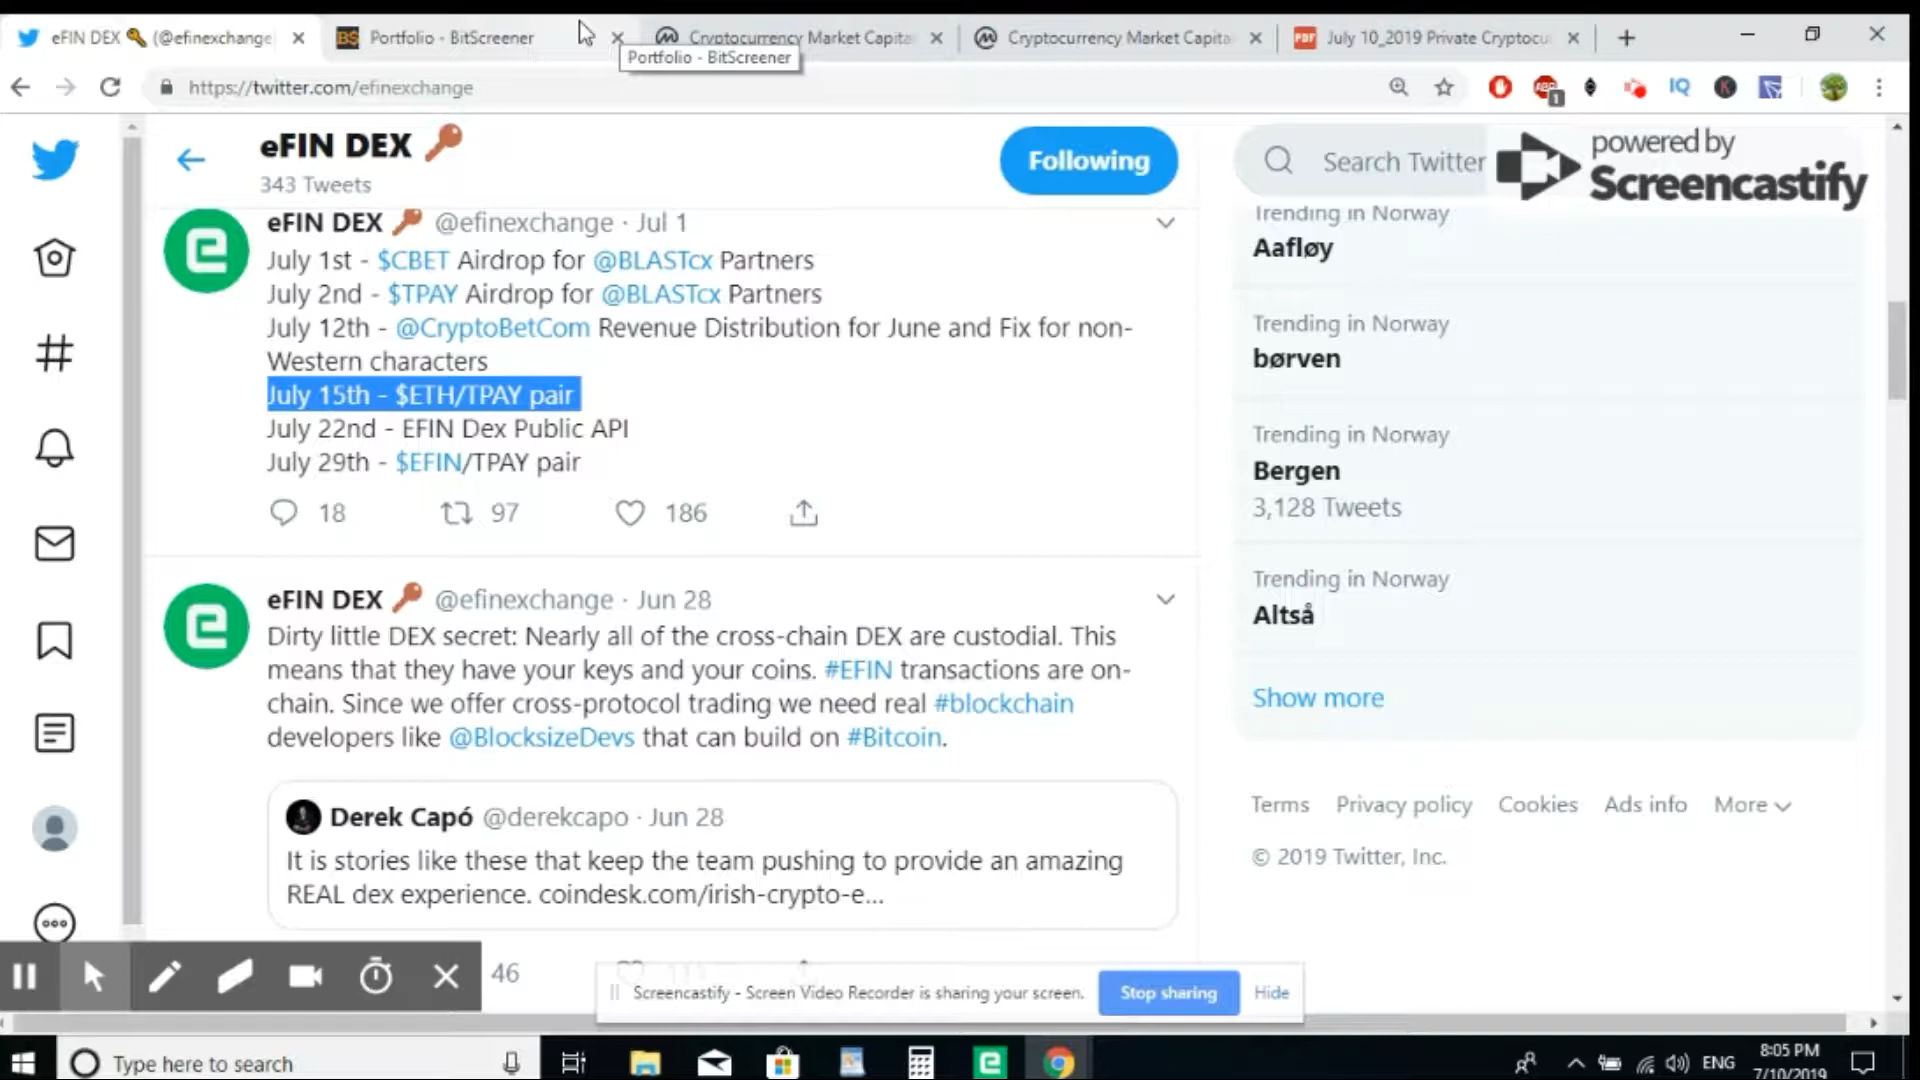 eFIN DEX (@efinexchange
Portfolio - BitScreener
Cryptocurrency Market Capita
Cryptocurrency Market Capita
PDF
July 10_2019 Private Cryptocu
Portfolio - BitScreener
https://twitter.com/efinexchange
1
IQ
K
eFIN DEX
343 Tweets
Following
Search Twitter
powered by
Screencastify
eFIN DEX @efinexchange · Jul 1
July 1st - $CBET Airdrop for @BLASTcx Partners
July 2nd - $TPAY Airdrop for @BLASTcx Partners
July 12th - @CryptoBetCom Revenue Distribution for June and Fix for non-
Western characters
July 15th - $ETH/TPAY pair
July 22nd - EFIN Dex Public API
July 29th - $EFIN/TPAY pair
18 97 186
eFIN DEX @efinexchange · Jun 28
Dirty little DEX secret: Nearly all of the cross-chain DEX are custodial. This
means that they have your keys and your coins. #EFIN transactions are on-
chain. Since we offer cross-protocol trading we need real #blockchain
developers like @BlocksizeDevs that can build on #Bitcoin.
Derek Capó @derekcapo · Jun 28
It is stories like these that keep the team pushing to provide an amazing
REAL dex experience. coindesk.com/irish-crypto-e...
46
Trending in Norway
Aafløy
Trending in Norway
børven
Trending in Norway
Bergen
3,128 Tweets
Trending in Norway
Altså
Show more
Terms Privacy policy Cookies Ads info More
© 2019 Twitter, Inc.
Screencastify - Screen Video Recorder is sharing your screen.
Stop sharing
Hide
Type here to search
ENG
8:05 PM
7/10/2019